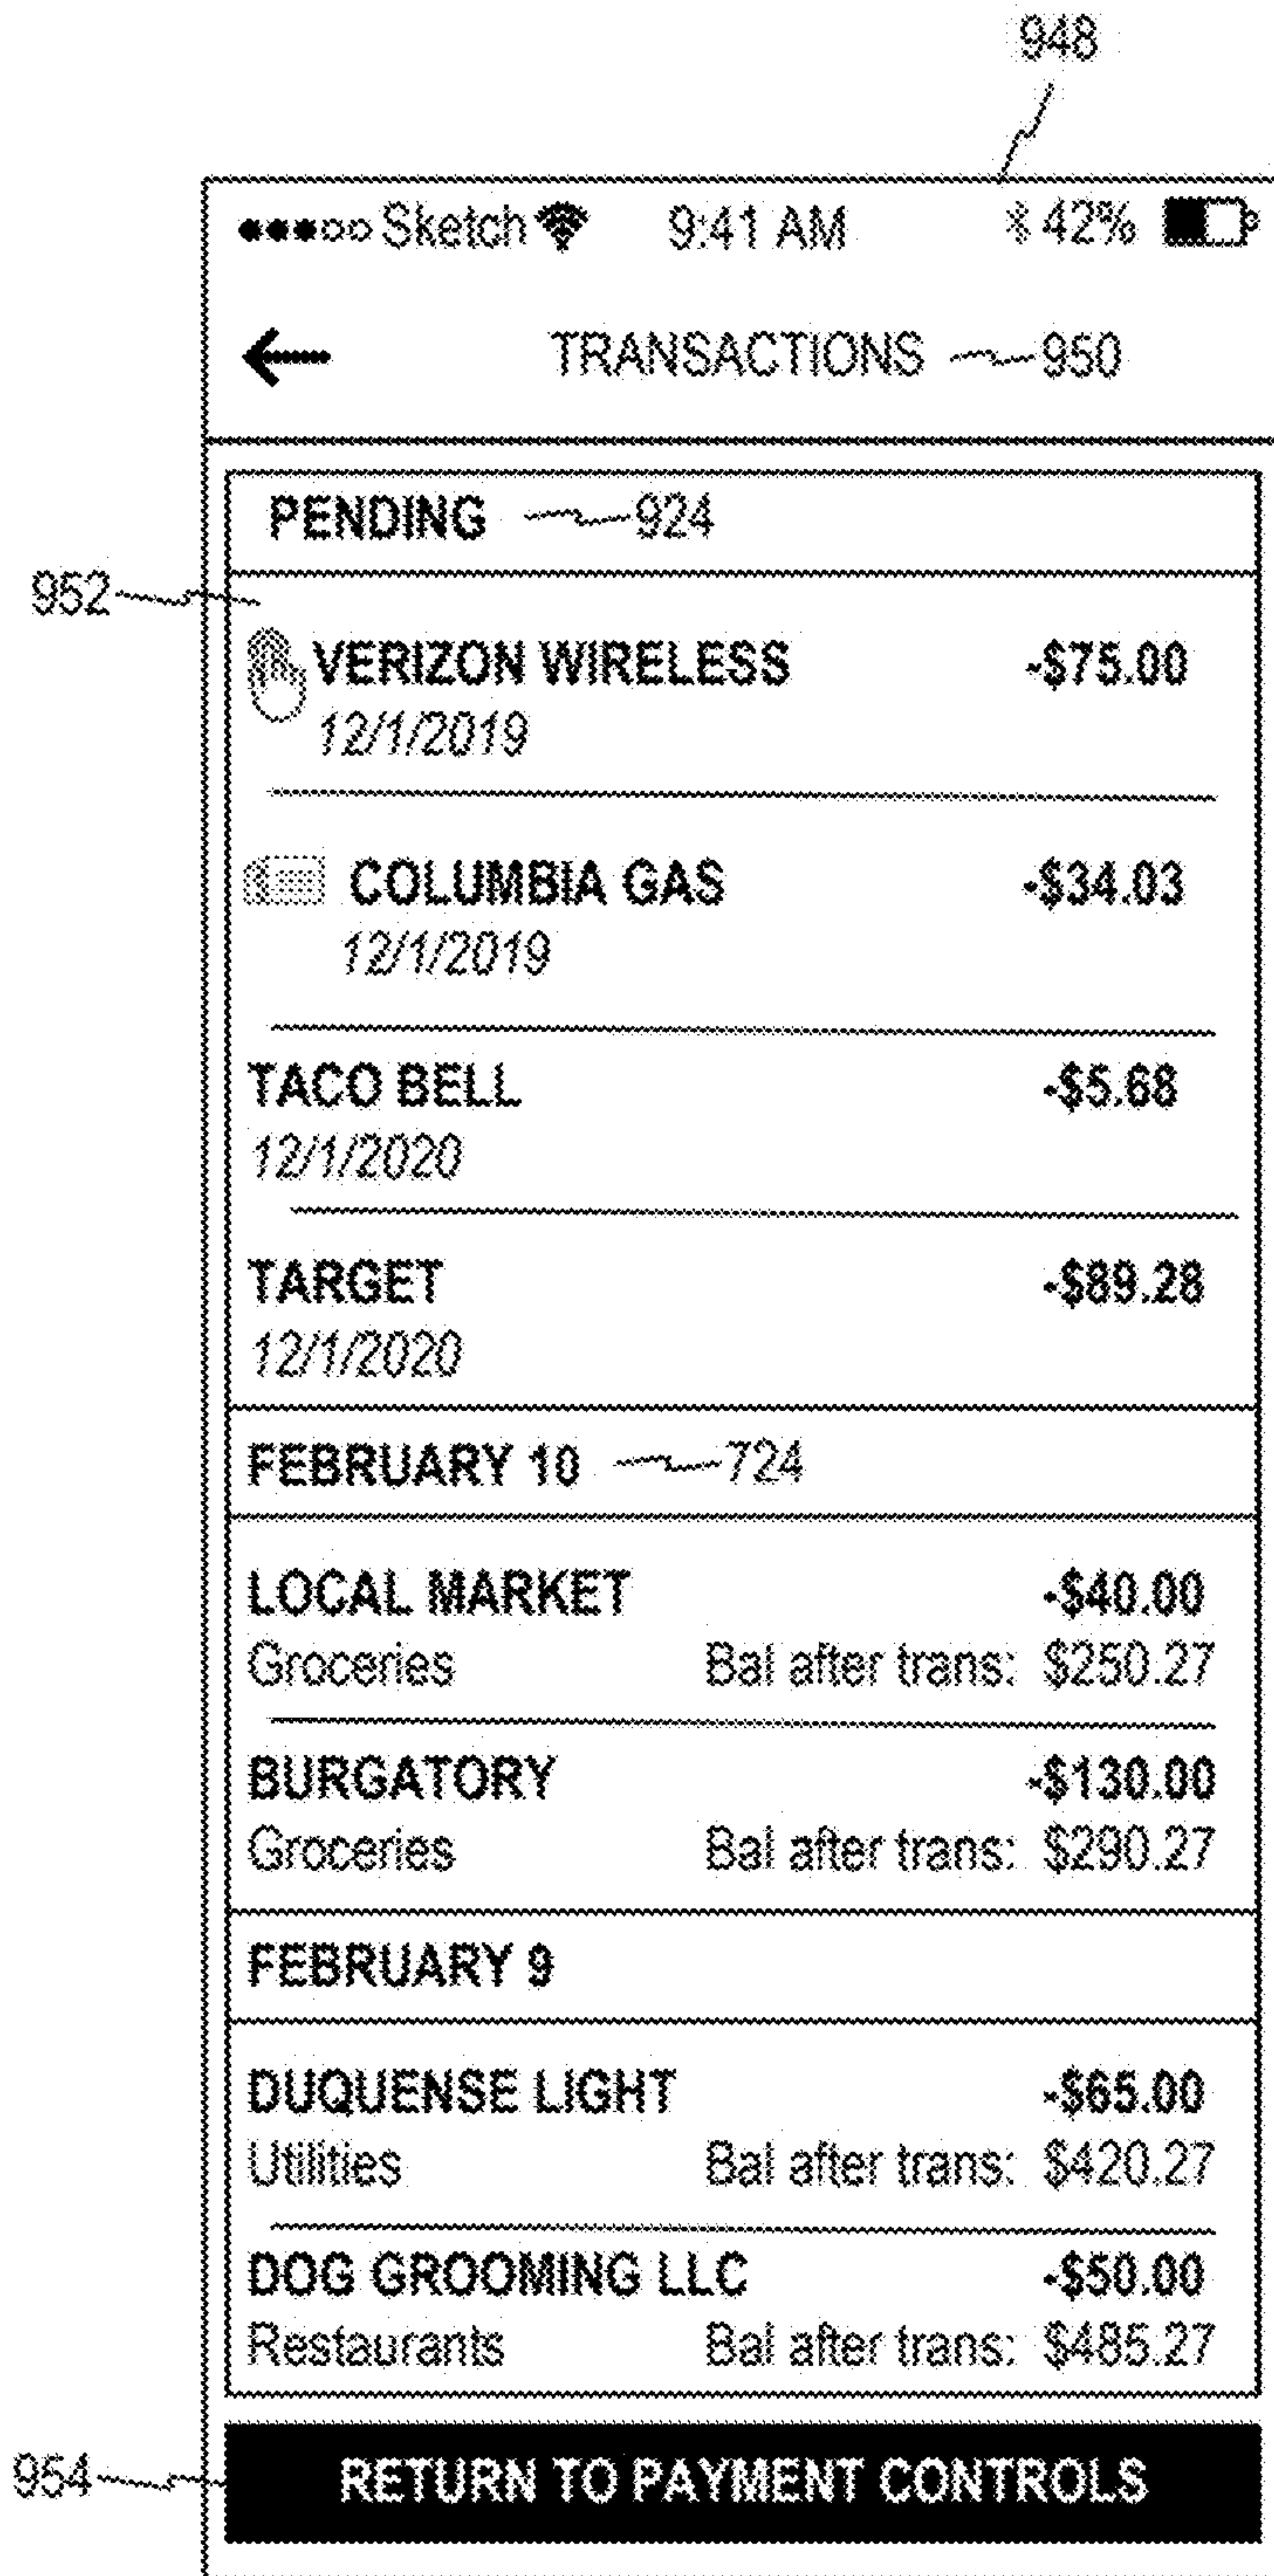 948
Sketch 9:41 AM 42%
TRANSACTIONS 950
PENDING 924
952
VERIZON WIRELESS -$75.00
12/1/2019
COLUMBIA GAS -$34.03
12/1/2019
TACO BELL -$5.68
12/1/2020
TARGET -$89.28
12/1/2020
FEBRUARY 10 724
LOCAL MARKET -$40.00
Groceries Bal after trans: $250.27
BURGATORY -$130.00
Groceries Bal after trans: $290.27
FEBRUARY 9
DUQUENSE LIGHT -$65.00
Utilities Bal after trans: $420.27
DOG GROOMING LLC -$50.00
Restaurants Bal after trans: $485.27
954 RETURN TO PAYMENT CONTROLS